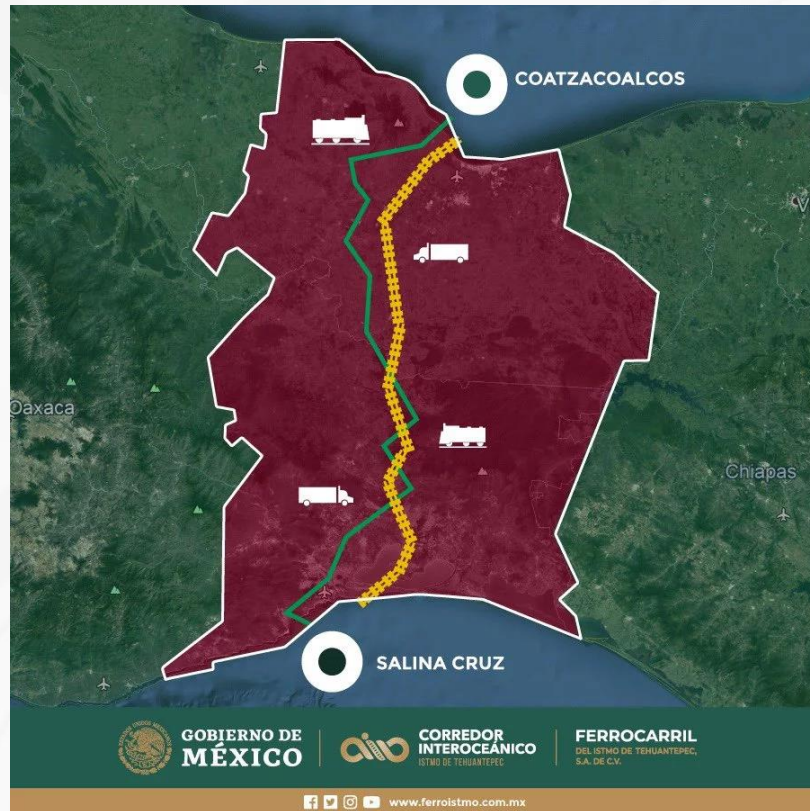 COATZACOALCOS
Oaxaca
Chiapas
SALINA CRUZ
GOBIERNO DE
MÉXICO
CORREDOR
INTEROCEÁNICO
ISTMO DE TEHUANTEPEC
FERROCARRIL
DEL ISTMO DE TEHUANTEPEC,
S.A. DE C.V.
www.ferroistmo.com.mx